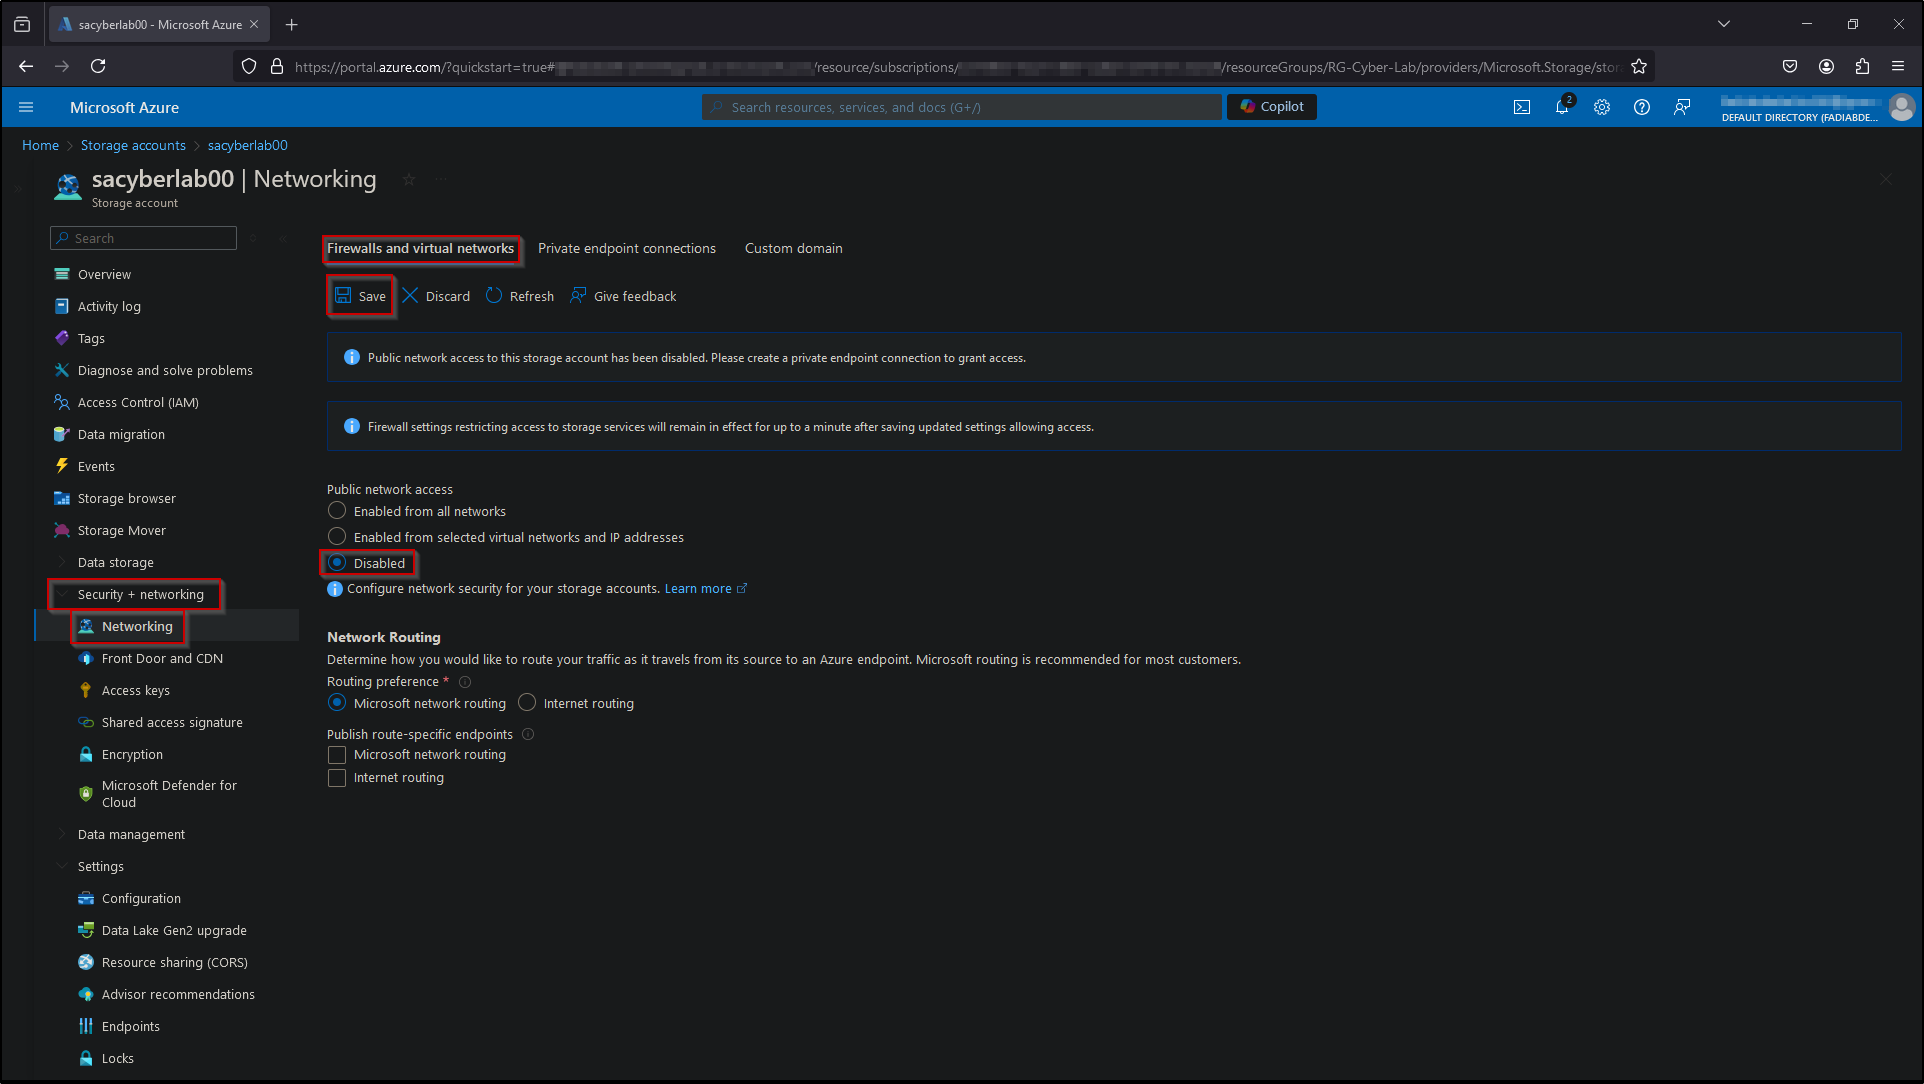 sacyberlab00 - Microsoft Azure
https://portal.azure.com/?quickstart=true#
/resource/subscriptions/
/resourceGroups/RG-Cyber-Lab/providers/Microsoft.Storage/stor
Microsoft Azure
Search resources, services, and docs (G+/)
Copilot
2
DEFAULT DIRECTORY (FADIABDE...
Home > Storage accounts > sacyberlab00
sacyberlab00 | Networking
Storage account
Search
Overview
Activity log
Tags
Diagnose and solve problems
Access Control (IAM)
Data migration
Events
Storage browser
Storage Mover
Data storage
Security + networking
Networking
Front Door and CDN
Access keys
Shared access signature
Encryption
Microsoft Defender for
Cloud
Data management
Settings
Configuration
Data Lake Gen2 upgrade
Resource sharing (CORS)
Advisor recommendations
Endpoints
Locks
Firewalls and virtual networks
Private endpoint connections
Custom domain
Save
Discard
Refresh
Give feedback
Public network access to this storage account has been disabled. Please create a private endpoint connection to grant access.
Firewall settings restricting access to storage services will remain in effect for up to a minute after saving updated settings allowing access.
Public network access
Enabled from all networks
Enabled from selected virtual networks and IP addresses
Disabled
Configure network security for your storage accounts. Learn more
Network Routing
Determine how you would like to route your traffic as it travels from its source to an Azure endpoint. Microsoft routing is recommended for most customers.
Routing preference *
Microsoft network routing
Internet routing
Publish route-specific endpoints
Microsoft network routing
Internet routing